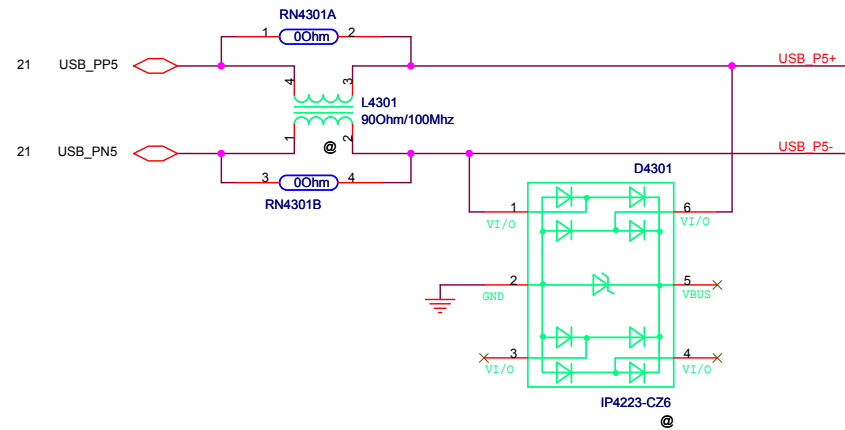 RN4301A
1 0Ohm 2
21 USB_PP5
USB_P5+
4 3
L4301
90Ohm/100Mhz
1 2
@
21 USB_PN5
USB_P5-
3 0Ohm 4
RN4301B
D4301
1 6
VI/O VI/O
2 5
GND VBUS
3 4
VI/O VI/O
IP4223-CZ6
@